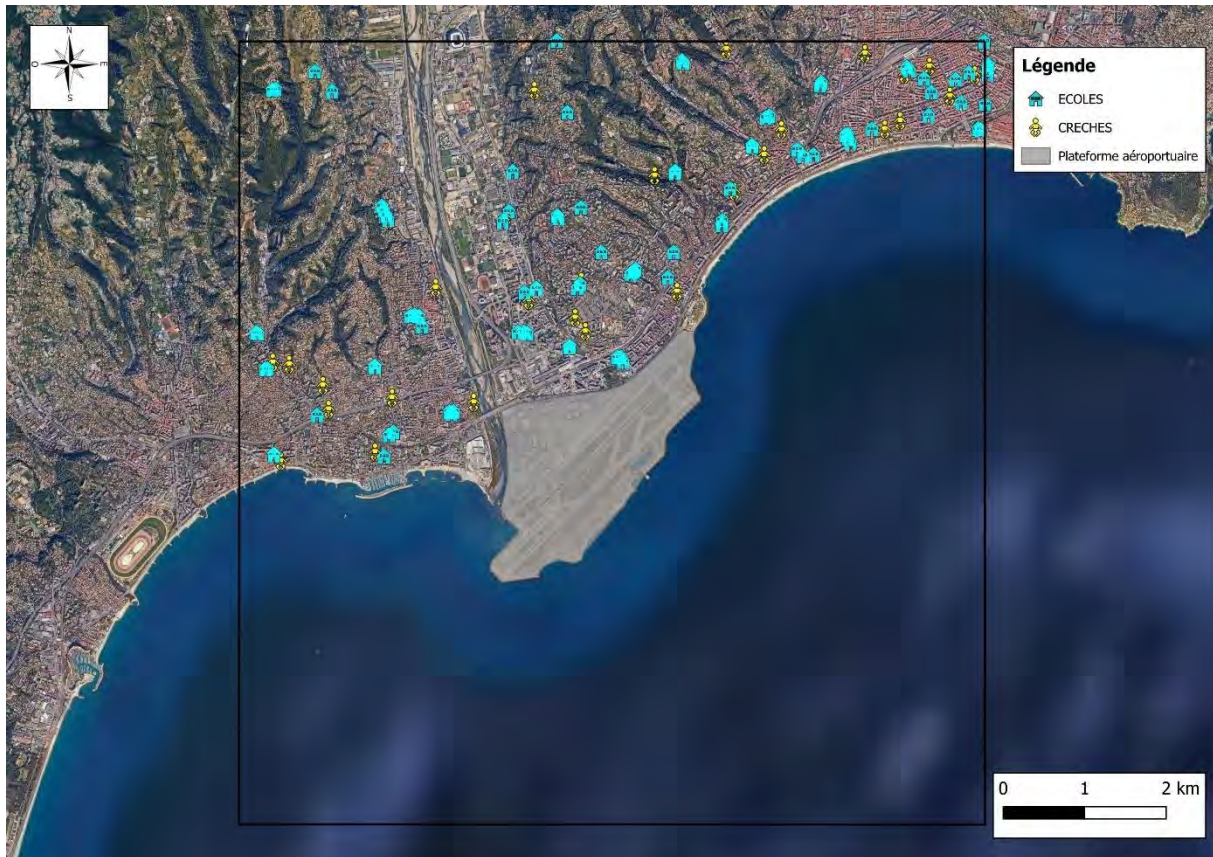 N
O
E
S
Légende
ECOLES
CRECHES
Plateforme aéroportuaire
0 1 2 km